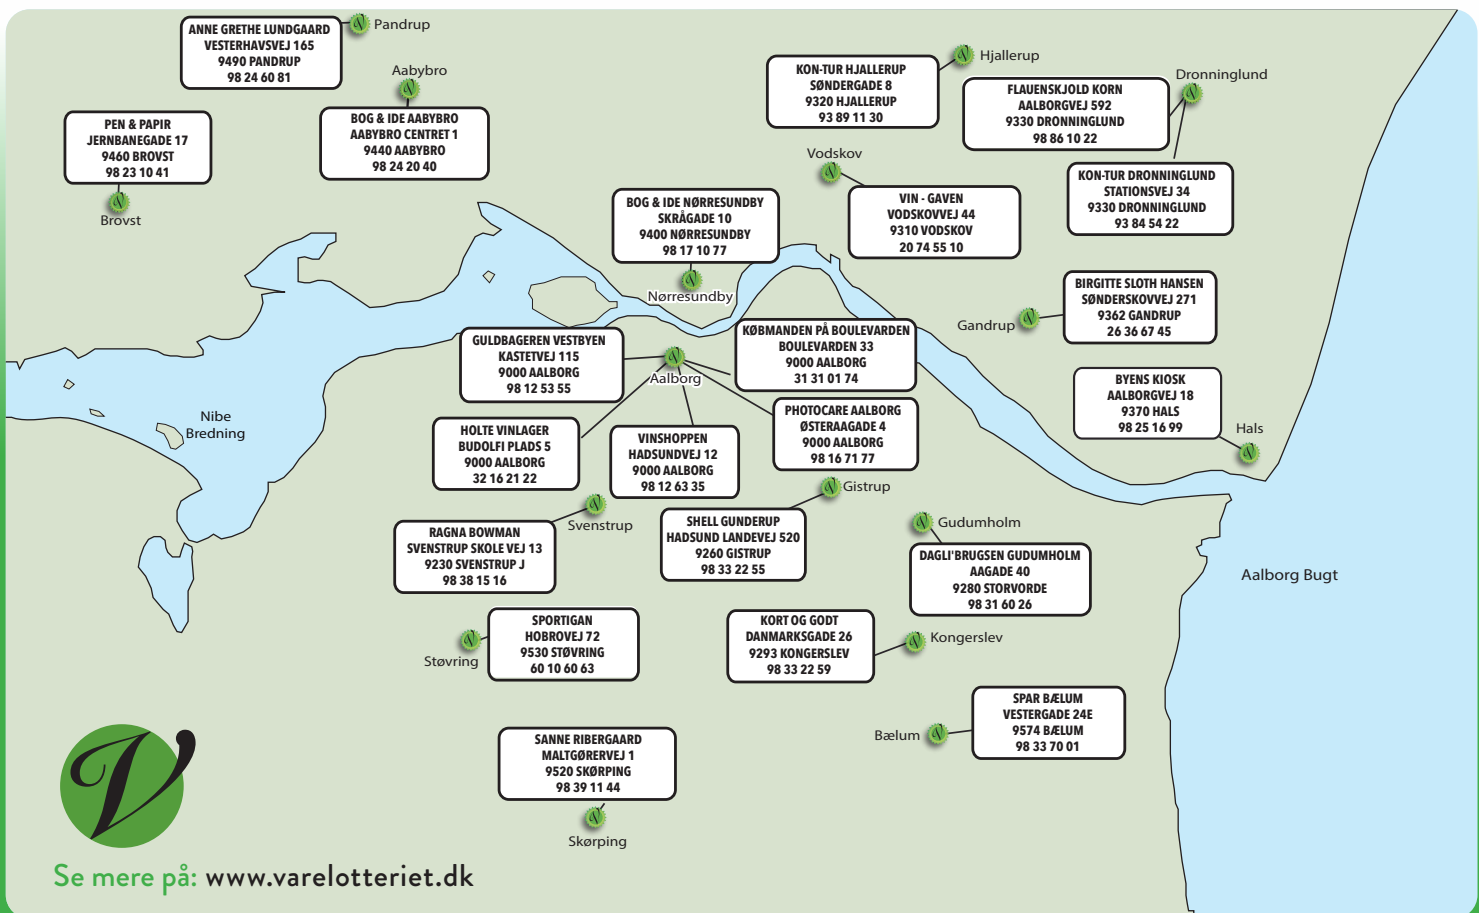 ANNE GRETHE LUNDGAARD
VESTERHAVSVEJ 165
9490 PANDRUP
98 24 60 81
Pandrup
Aabybro
BOG & IDE AABYBRO
AABYBRO CENTRET 1
9440 AABYBRO
98 24 20 40
PEN & PAPIR
JERNBANEGADE 17
9460 BROVST
98 23 10 41
Brovst
KON-TUR HJALLERUP
SØNDERGADE 8
9320 HJALLERUP
93 89 11 30
Hjallerup
Dronninglund
FLAUENSKJOLD KORN
AALBORGVEJ 592
9330 DRONNINGLUND
98 86 10 22
KON-TUR DRONNINGLUND
STATIONSVEJ 34
9330 DRONNINGLUND
93 84 54 22
Vodskov
VIN - GAVEN
VODSKOVVEJ 44
9310 VODSKOV
20 74 55 10
BOG & IDE NØRRESUNDBY
SKRÅGADE 10
9400 NØRRESUNDBY
98 17 10 77
Nørresundby
BIRGITTE SLOTH HANSEN
SØNDERSKOVVEJ 271
9362 GANDRUP
26 36 67 45
Gandrup
GULDBAGEREN VESTBYEN
KASTETVEJ 115
9000 AALBORG
98 12 53 55
Aalborg
KØBMANDEN PÅ BOULEVARDEN
BOULEVARDEN 33
9000 AALBORG
31 31 01 74
BYENS KIOSK
AALBORGVEJ 18
9370 HALS
98 25 16 99
Hals
Nibe
Bredning
HOLTE VINLAGER
BUDOLFI PLADS 5
9000 AALBORG
32 16 21 22
VINSHOPPEN
HADSUNDVEJ 12
9000 AALBORG
98 12 63 35
PHOTOCARE AALBORG
ØSTERAAGADE 4
9000 AALBORG
98 16 71 77
Gistrup
Svenstrup
RAGNA BOWMAN
SVENSTRUP SKOLE VEJ 13
9230 SVENSTRUP J
98 38 15 16
SHELL GUNDERUP
HADSUND LANDEVEJ 520
9260 GISTRUP
98 33 22 55
Gudumholm
DAGLI'BRUGSEN GUDUMHOLM
AAGADE 40
9280 STORVORDE
98 31 60 26
Aalborg Bugt
SPORTIGAN
HOBROVEJ 72
9530 STØVRING
60 10 60 63
Støvring
KORT OG GODT
DANMARKSGADE 26
9293 KONGERSLEV
98 33 22 59
Kongerslev
SPAR BÆLUM
VESTERGADE 24E
9574 BÆLUM
98 33 70 01
Bælum
SANNE RIBERGAARD
MALTGØRERVEJ 1
9520 SKØRPING
98 39 11 44
Skørping
V
Se mere på: www.varelotteriet.dk